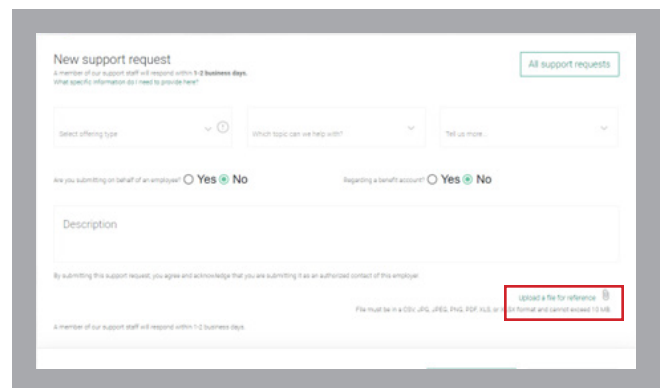 New support request
All support requests
A member of our support staff will respond within 1-2 business days.
What specific information do I need to provide here?
Select offering type
Which topic can we help with?
Tell us more...
Are you submitting on behalf of an employee? Yes No
Regarding a benefit account? Yes No
Description
By submitting this support request, you agree and acknowledge that you are submitting it as an authorized contact of this employer
Upload a file for reference
File must be in a CSV, JPG, JPEG, PNG, PDF, XLS, or XLSX format and cannot exceed 10 MB
A member of our support staff will respond within 1-2 business days.